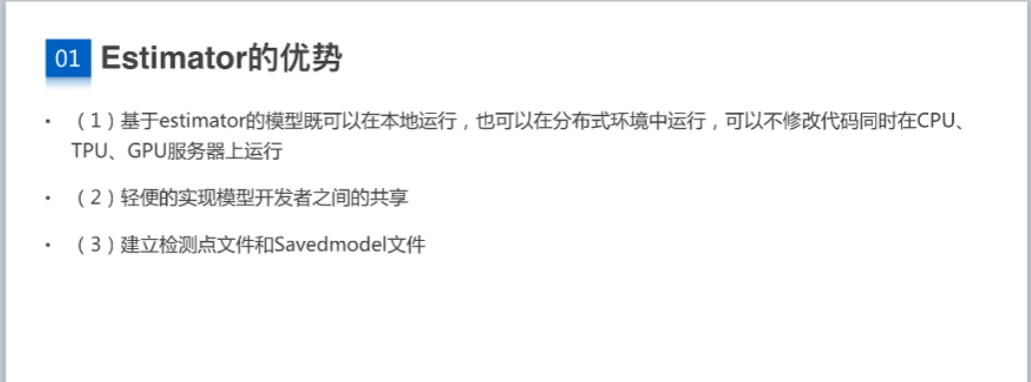 01 Estimator的优势
• （1）基于estimator的模型既可以在本地运行，也可以在分布式环境中运行，可以不修改代码同时在CPU、
TPU、GPU服务器上运行
• （2）轻便的实现模型开发者之间的共享
• （3）建立检测点文件和Savedmodel文件